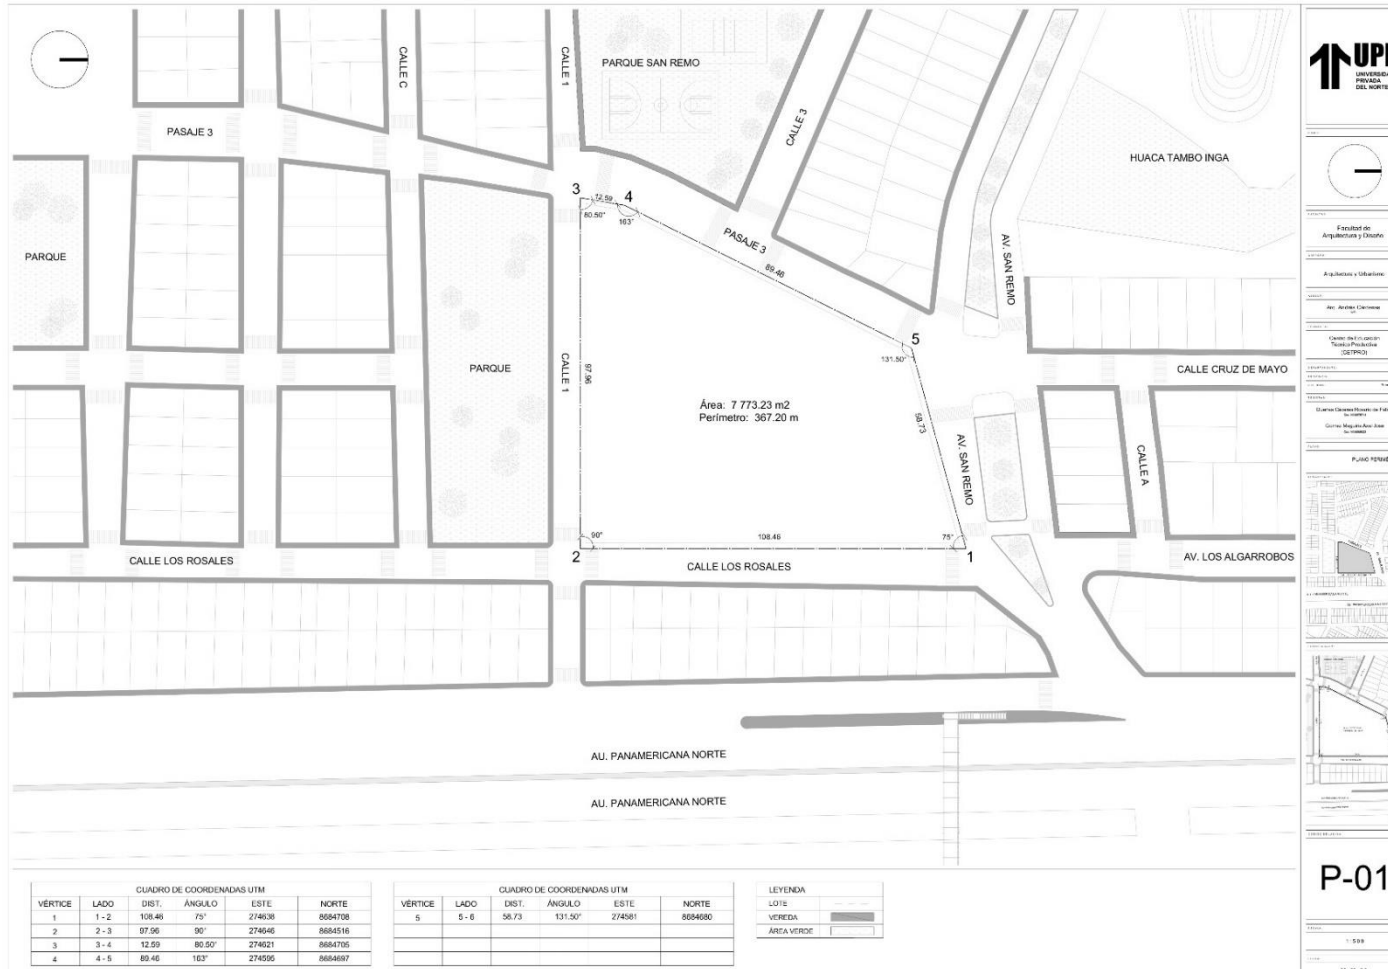 CALLE C
CALLE 1
PARQUE SAN REMO
CALLE 3
PASAJE 3
HUACA TAMBO INGA
PARQUE
3
12.59
4
80.50°
163°
PASAJE 3
89.46
AV. SAN REMO
5
131.50°
CALLE CRUZ DE MAYO
PARQUE
CALLE 1
97.96
Área: 7 773.23 m2
Perímetro: 367.20 m
58.73
AV. SAN REMO
CALLE A
90°
108.46
75°
2
1
CALLE LOS ROSALES
CALLE LOS ROSALES
AV. LOS ALGARROBOS
AU. PANAMERICANA NORTE
AU. PANAMERICANA NORTE
CUADRO DE COORDENADAS UTM
VÉRTICE LADO DIST. ÁNGULO ESTE NORTE
1 1 - 2 108.46 75° 274638 8684708
2 2 - 3 97.96 90° 274646 8684516
3 3 - 4 12.59 80.50° 274621 8684705
4 4 - 5 89.46 163° 274595 8684697
CUADRO DE COORDENADAS UTM
VÉRTICE LADO DIST. ÁNGULO ESTE NORTE
5 5 - 6 58.73 131.50° 274581 8684680
LEYENDA
LOTE
VEREDA
ÁREA VERDE
UPN
UNIVERSIDAD
PRIVADA
DEL NORTE
Facultad de
Arquitectura y Diseño
Arquitectura y Urbanismo
Centro de Educación
Técnico Productiva
(CETPRO)
P-01
1:500